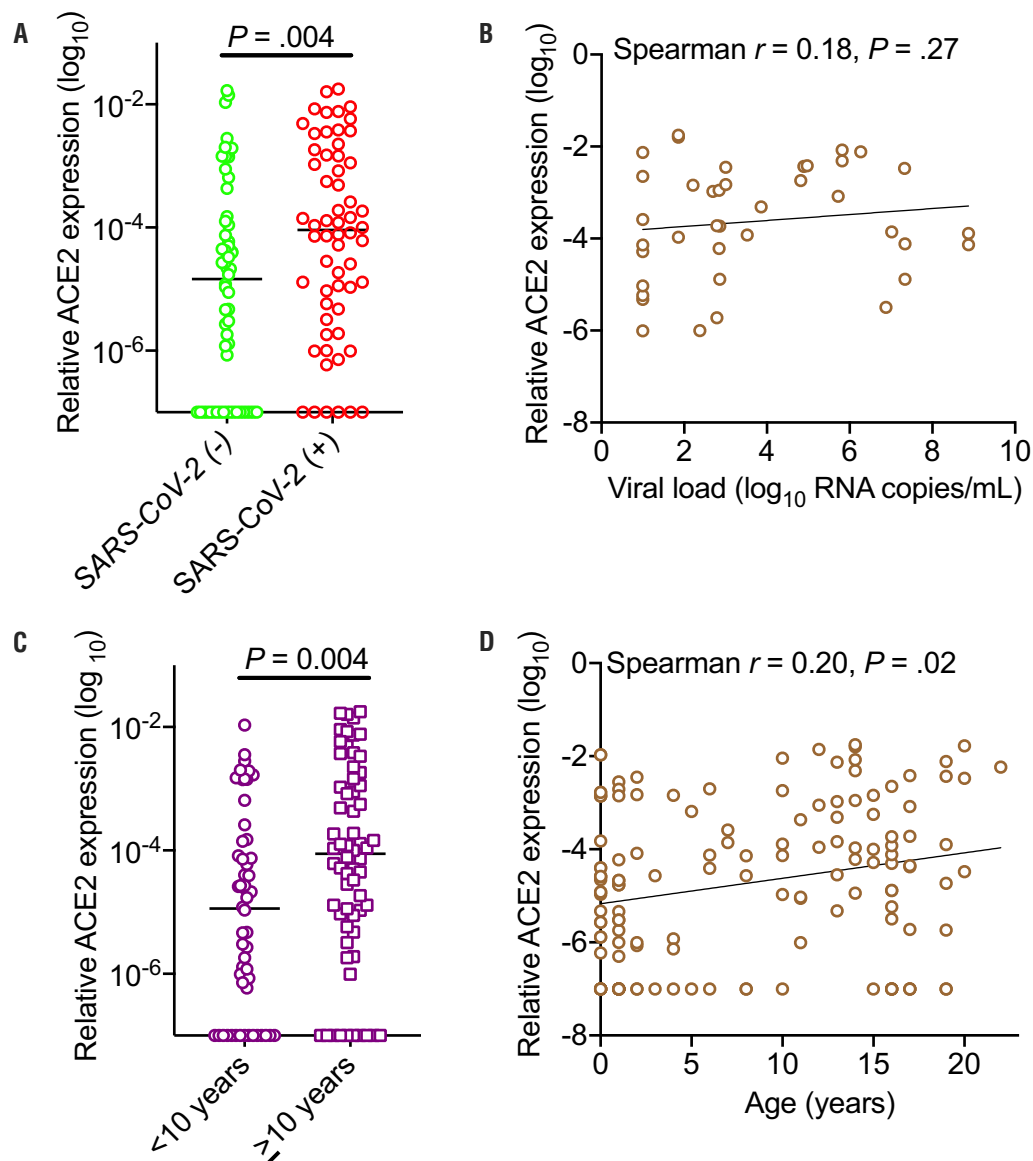 A
P = .004
Relative ACE2 expression (log10)
10-2
10-4
10-6
SARS-CoV-2 (-)
SARS-CoV-2 (+)
B
Spearman r = 0.18, P = .27
Relative ACE2 expression (log10)
0
-2
-4
-6
-8
0 2 4 6 8 10
Viral load (log10 RNA copies/mL)
C
P = 0.004
Relative ACE2 expression (log 10)
10-2
10-4
10-6
<10 years
≥10 years
D
Spearman r = 0.20, P = .02
Relative ACE2 expression (log10)
0
-2
-4
-6
-8
0 5 10 15 20
Age (years)